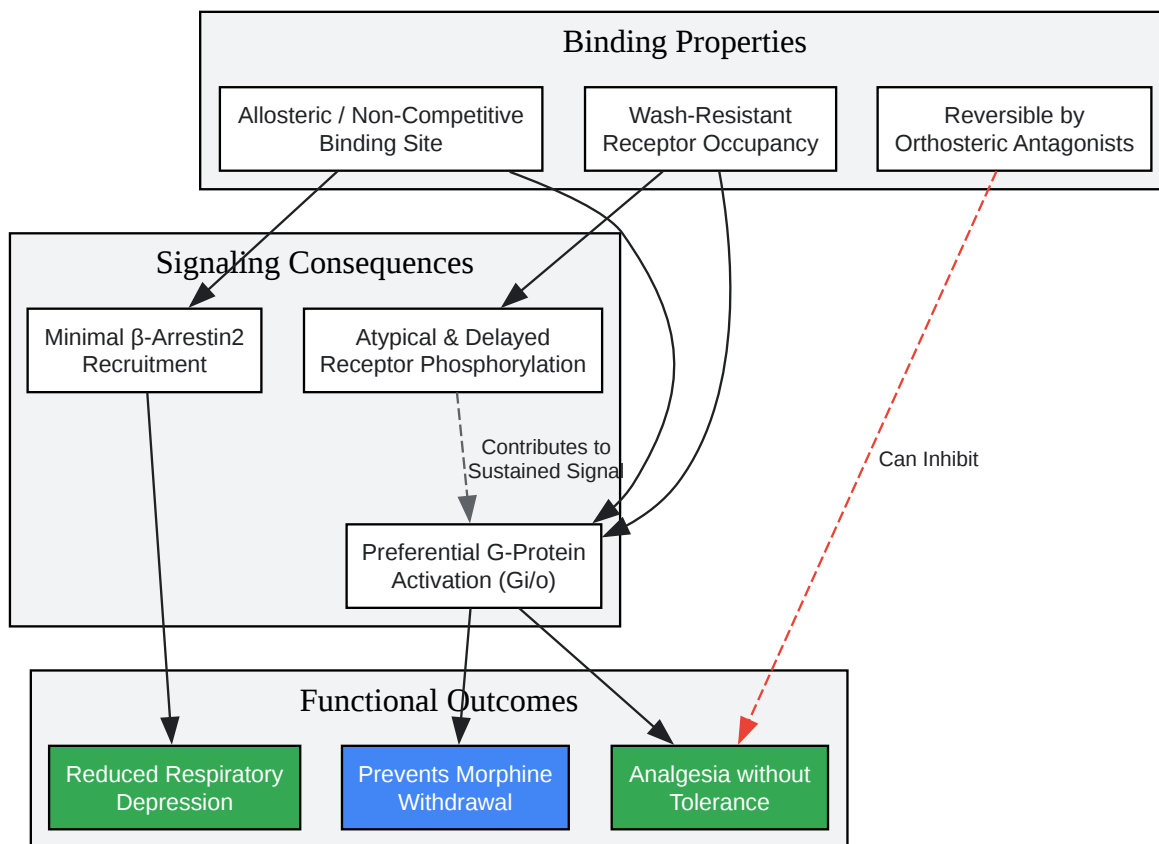 Binding Properties
Allosteric / Non-Competitive
Binding Site
Wash-Resistant
Receptor Occupancy
Reversible by
Orthosteric Antagonists
Signaling Consequences
Minimal β-Arrestin2
Recruitment
Atypical & Delayed
Receptor Phosphorylation
Contributes to
Sustained Signal
Can Inhibit
Preferential G-Protein
Activation (Gi/o)
Functional Outcomes
Reduced Respiratory
Depression
Prevents Morphine
Withdrawal
Analgesia without
Tolerance